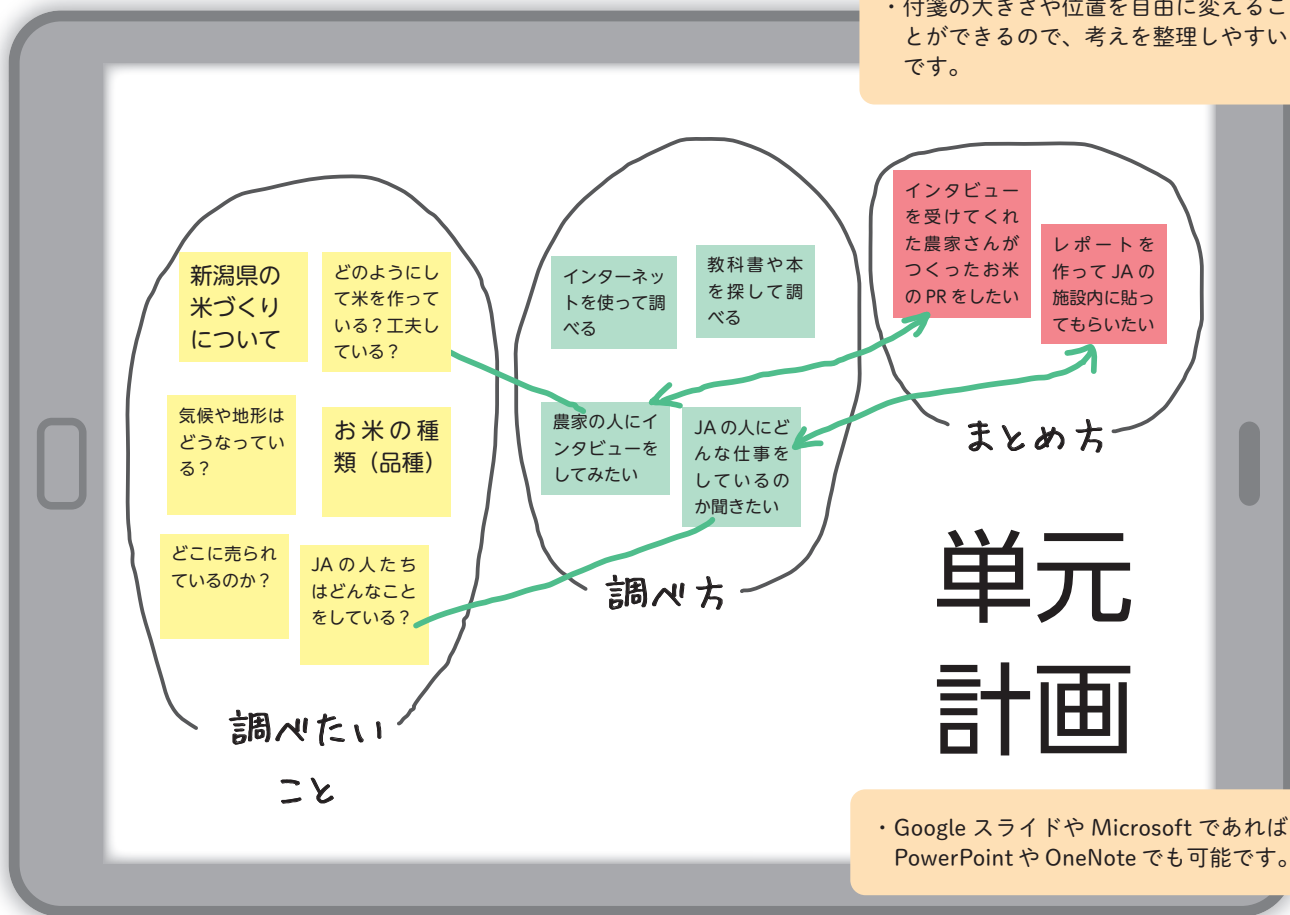 ・付箋の大きさや位置を自由に変えるこ
とができるので、考えを整理しやすい
です。
新潟県の
米づくり
について
どのようにし
て米を作って
いる？工夫し
ている？
気候や地形は
どうなってい
る？
お米の種
類（品種）
どこに売られ
ているのか？
JA の人たち
はどんなこと
をしている？
調べたい
こと
インターネッ
トを使って調
べる
教科書や本
を探して調
べる
農家の人にイ
ンタビューを
してみたい
JA の人にど
んな仕事を
しているの
か聞きたい
調べ方
インタビュー
を受けてくれ
た農家さんが
つくったお米
の PR をしたい
レポートを
作って JA の
施設内に貼っ
てもらいたい
まとめ方
単元
計画
・Google スライドや Microsoft であれば
PowerPoint や OneNote でも可能です。